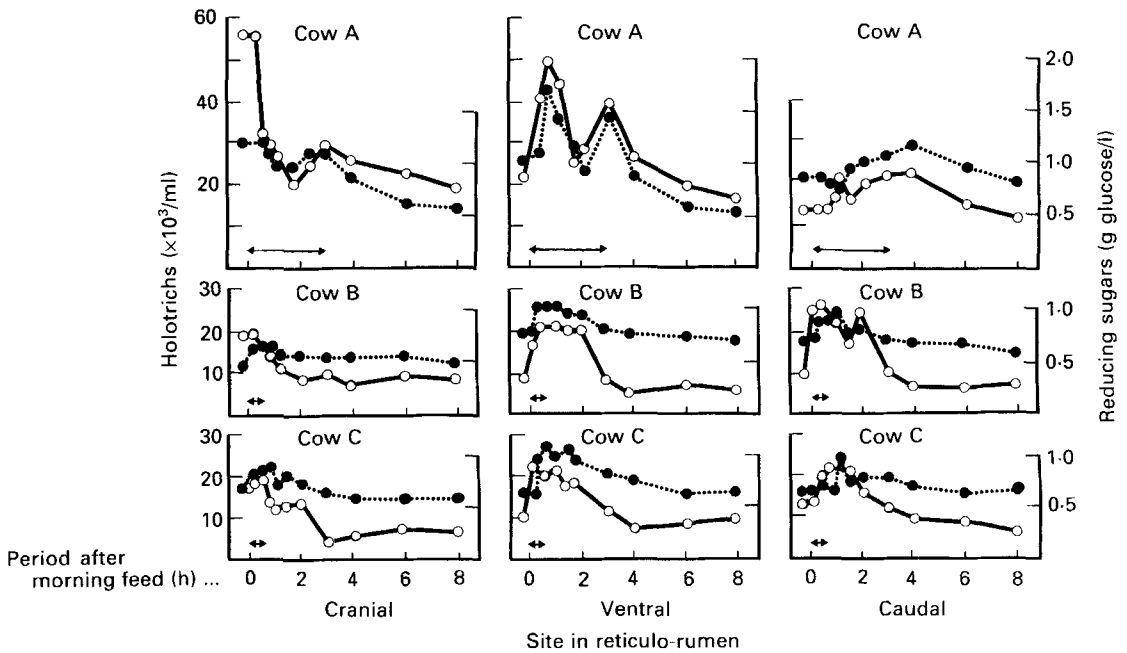 60
40
20
Cow A
Cow A
Cow A
2.0
1.5
1.0
0.5
Holotrichs (×10³/ml)
Reducing sugars (g glucose/l)
30
20
10
Cow B
Cow B
Cow B
1.0
0.5
30
20
10
Cow C
Cow C
Cow C
1.0
0.5
Period after
morning feed (h) ...
0 2 4 6 8
0 2 4 6 8
0 2 4 6 8
Cranial
Ventral
Caudal
Site in reticulo-rumen